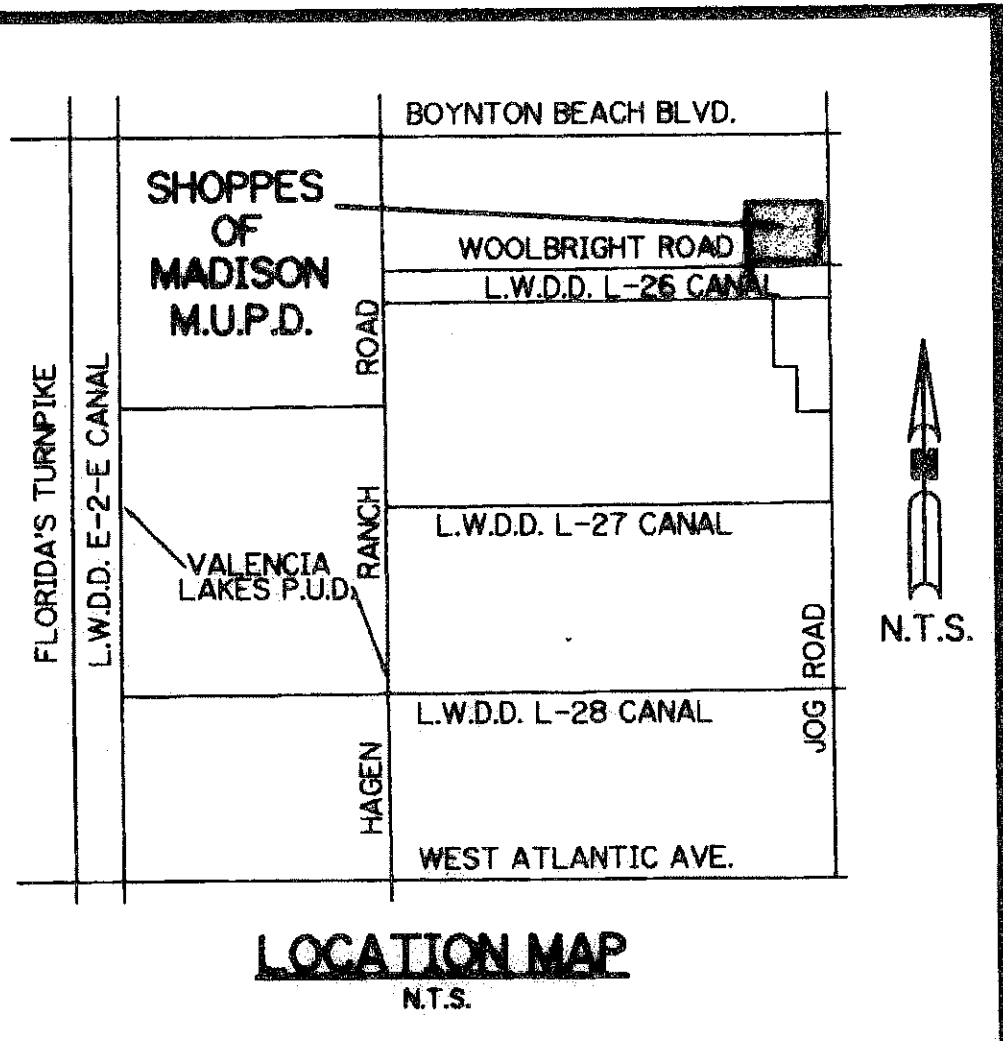 BOYNTON BEACH BLVD.
SHOPPES
OF
MADISON
M.U.P.D.
WOOLBRIGHT ROAD
L.W.D.D. L-26 CANAL
FLORIDA'S TURNPIKE
L.W.D.D. E-2-E CANAL
HAGEN RANCH ROAD
L.W.D.D. L-27 CANAL
VALENCIA
LAKES P.U.D.
JOG ROAD
N.T.S.
L.W.D.D. L-28 CANAL
WEST ATLANTIC AVE.
LOCATION MAP
N.T.S.